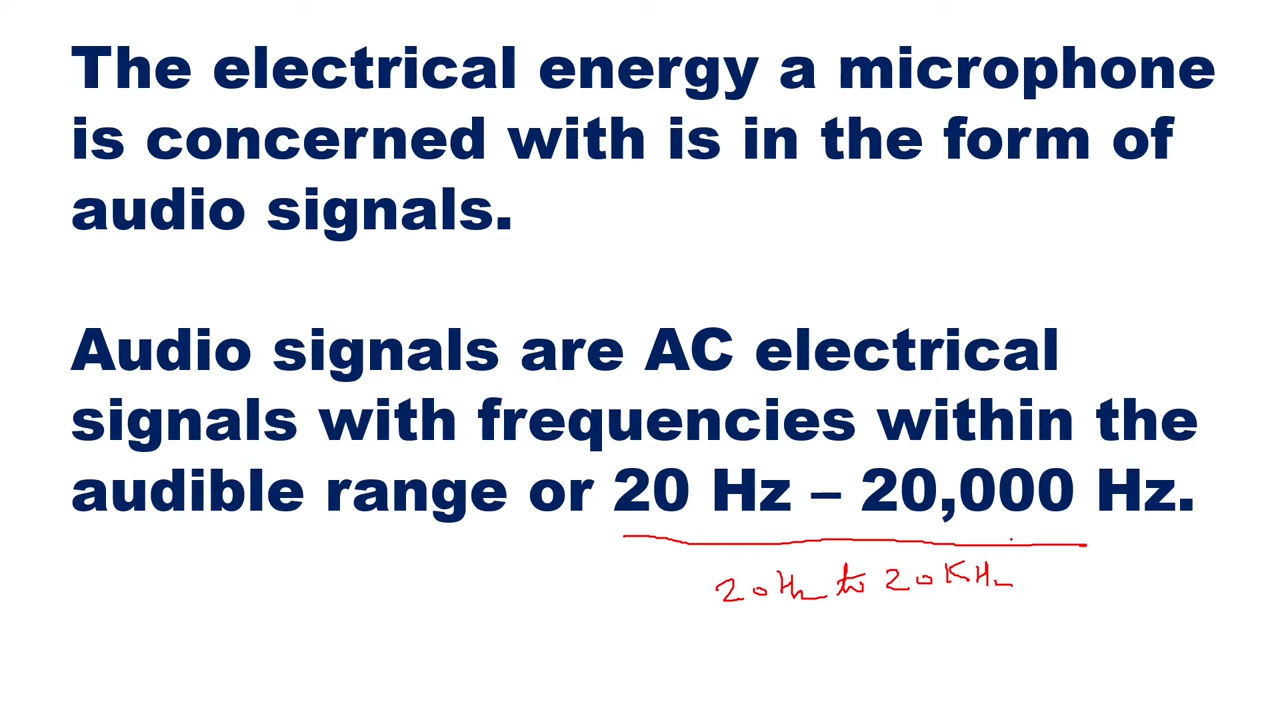 The electrical energy a microphone
is concerned with is in the form of
audio signals.
Audio signals are AC electrical
signals with frequencies within the
audible range or 20 Hz – 20,000 Hz.
20Hz to 20KHz